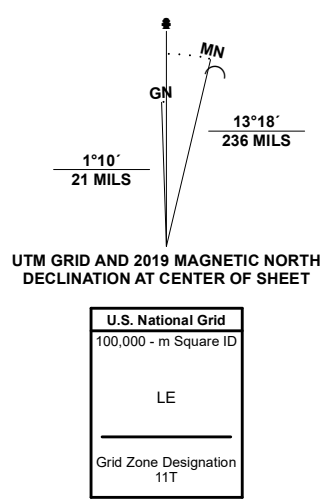 MN
GN
13°18´
236 MILS
1°10´
21 MILS
UTM GRID AND 2019 MAGNETIC NORTH
DECLINATION AT CENTER OF SHEET
U.S. National Grid
100,000 - m Square ID
LE
Grid Zone Designation
11T